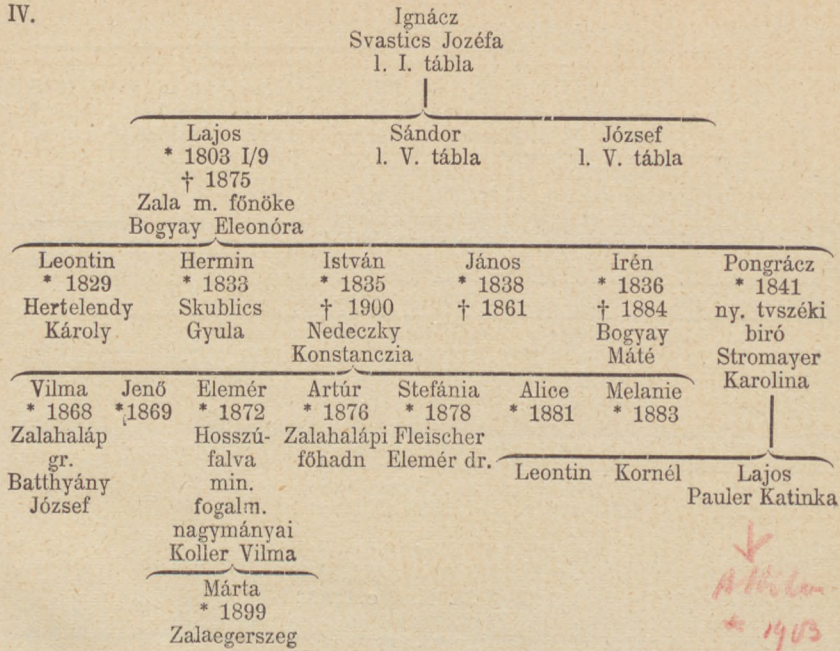 IV.
Ignácz
Svastics Jozéfa
l. I. tábla
Lajos
* 1803 I/9
† 1875
Zala m. főnöke
Bogyay Eleonóra
Sándor
l. V. tábla
József
l. V. tábla
Leontin
* 1829
Hertelendy
Károly
Hermin
* 1833
Skublics
Gyula
István
* 1835
† 1900
Nedeczky
Konstanczia
János
* 1838
† 1861
Irén
* 1836
† 1884
Bogyay
Máté
Pongrácz
* 1841
ny. tvszéki
biró
Stromayer
Karolina
Vilma
* 1868
Zalahaláp
gr.
Batthyány
József
Jenő
* 1869
Elemér
* 1872
Hosszú-
falva
min.
fogalm.
nagymányai
Koller Vilma
Artúr
* 1876
Zalahalápi
főhadn
Stefánia
* 1878
Fleischer
Elemér dr.
Alice
* 1881
Melanie
* 1883
Leontin
Kornél
Lajos
Pauler Katinka
Márta
* 1899
Zalaegerszeg
* 1903